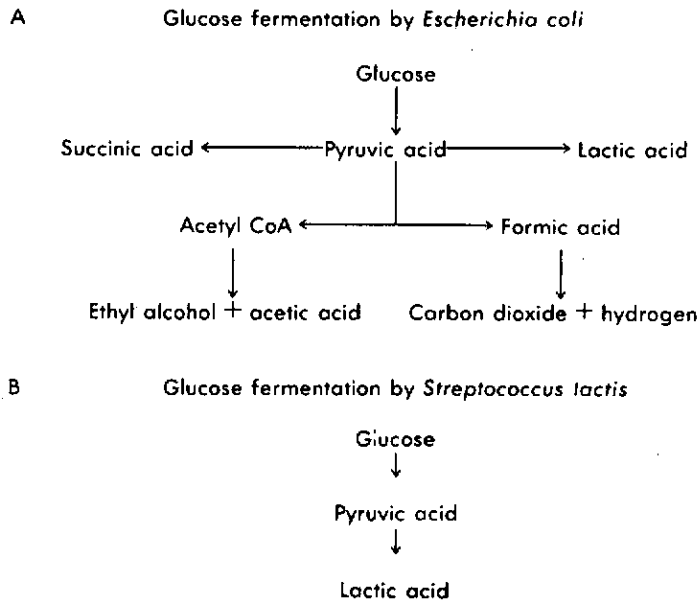 A Glucose fermentation by Escherichia coli
Glucose
Succinic acid Pyruvic acid Lactic acid
Acetyl CoA Formic acid
Ethyl alcohol + acetic acid Carbon dioxide + hydrogen
B Glucose fermentation by Streptococcus lactis
Glucose
Pyruvic acid
Lactic acid